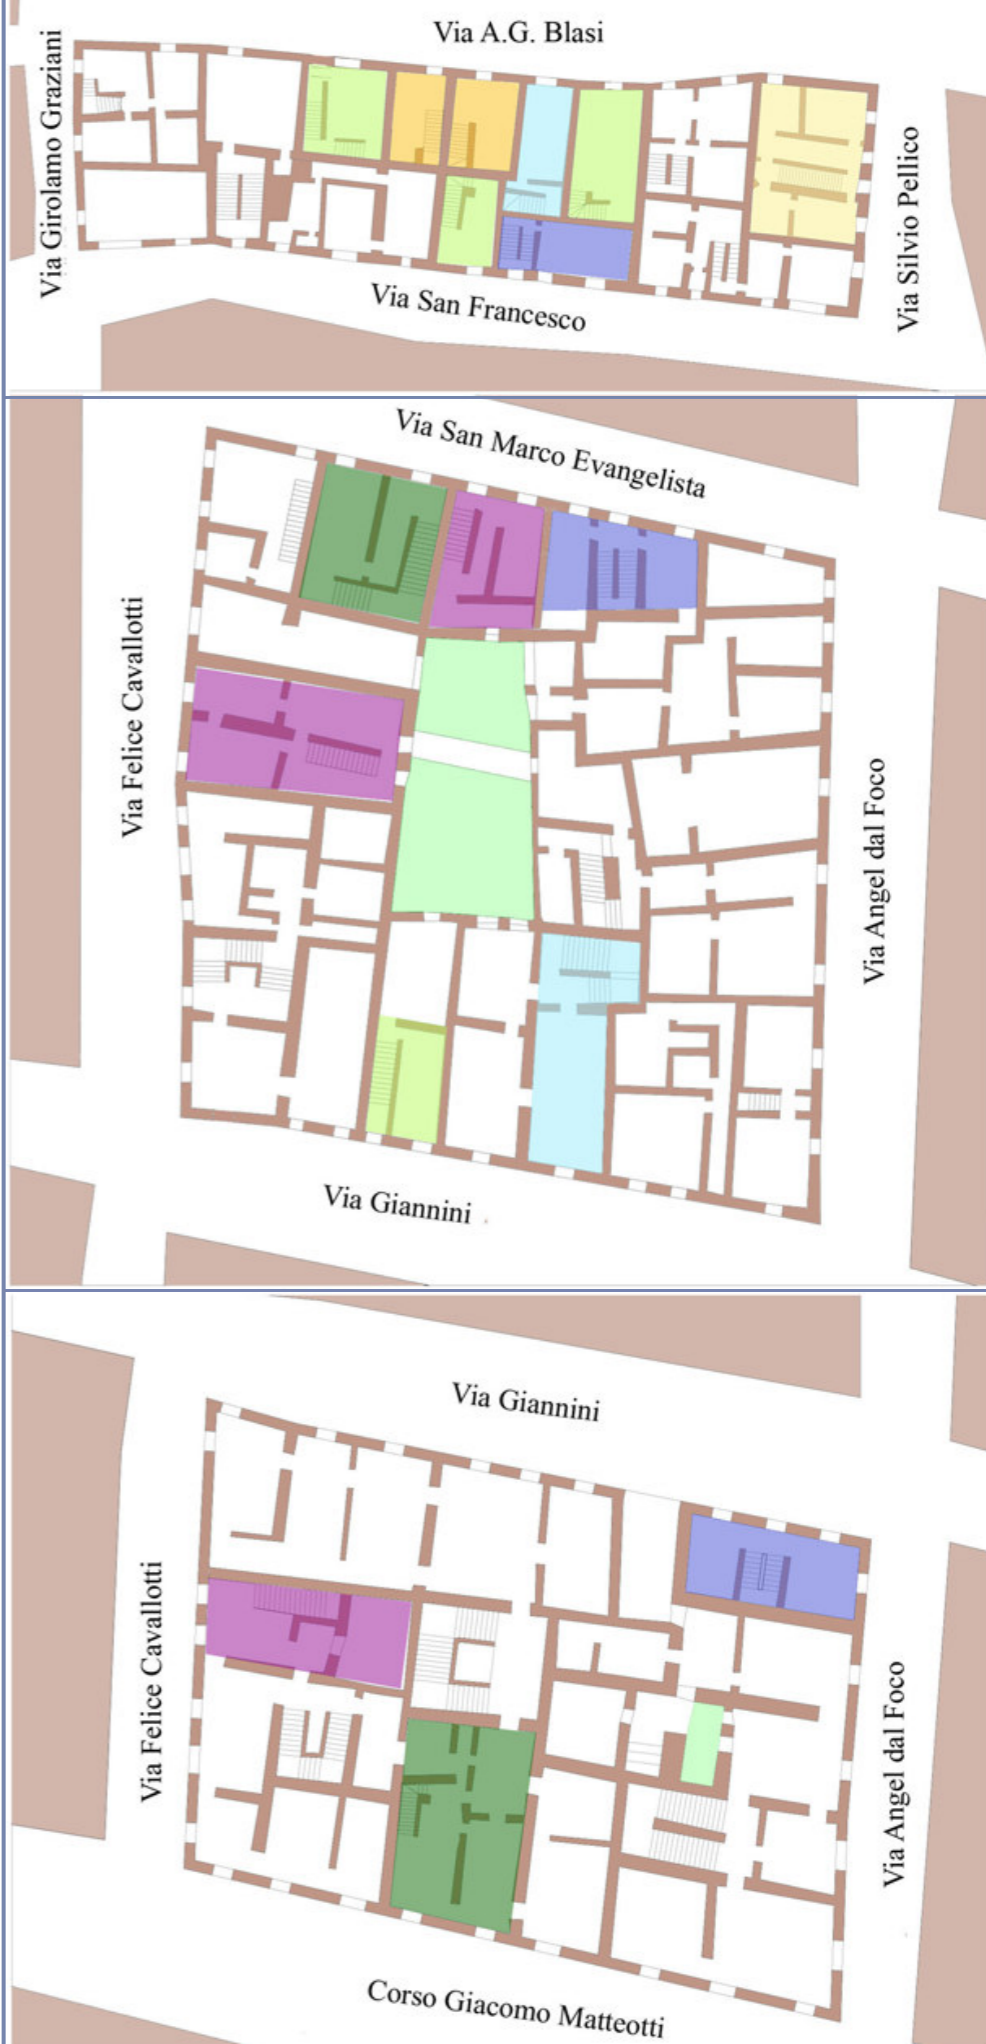 Via A.G. Blasi
Via Girolamo Graziani
Via Silvio Pellico
Via San Francesco
Via San Marco Evangelista
Via Felice Cavallotti
Via Angel dal Foco
Via Giannini
Via Giannini
Via Felice Cavallotti
Via Angel dal Foco
Corso Giacomo Matteotti